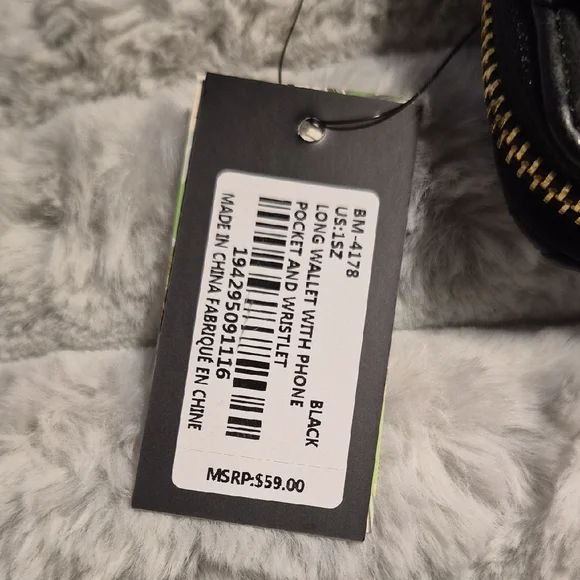 BM-4178
US:1SZ BLACK
LONG WALLET WITH PHONE
POCKET AND WRISTLET
194295091116
MADE IN CHINA FABRIQUÉ EN CHINE
MSRP:$59.00